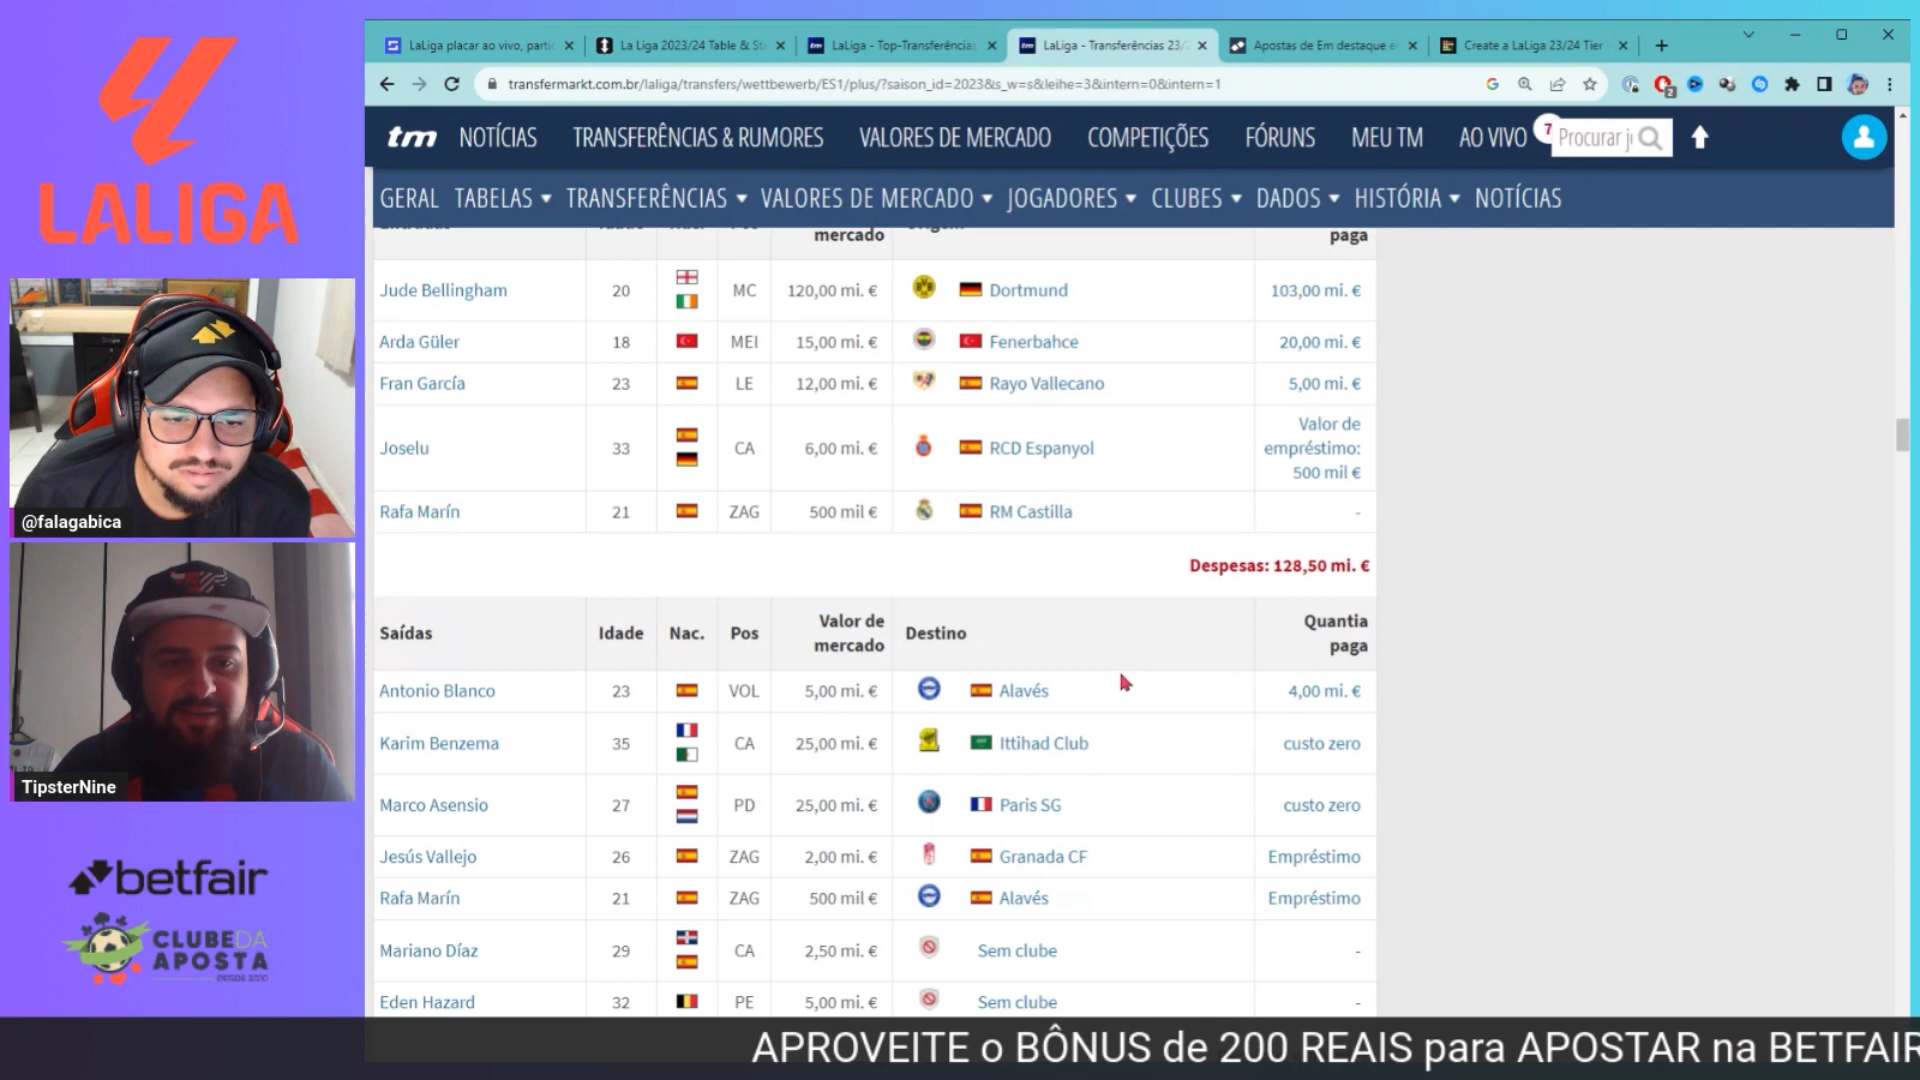 LALIGA
@falagabica
TipsterNine
betfair
CLUBEDA
APOSTA
DESDE 2010
LaLiga placar ao vivo, partic
La Liga 2023/24 Table & St
LaLiga - Top-Transferências
LaLiga - Transferências 23/2
Apostas de Em destaque e
Create a LaLiga 23/24 Tier
transfermarkt.com.br/laliga/transfers/wettbewerb/ES1/plus/?saison_id=2023&s_w=s&leihe=3&intern=0&intern=1
2
tm NOTÍCIAS TRANSFERÊNCIAS & RUMORES VALORES DE MERCADO COMPETIÇÕES FÓRUNS MEU TM AO VIVO 7 Procurar j
GERAL TABELAS TRANSFERÊNCIAS VALORES DE MERCADO JOGADORES CLUBES DADOS HISTÓRIA NOTÍCIAS
mercado paga
Jude Bellingham 20 MC 120,00 mi. € Dortmund 103,00 mi. €
Arda Güler 18 MEI 15,00 mi. € Fenerbahce 20,00 mi. €
Fran García 23 LE 12,00 mi. € Rayo Vallecano 5,00 mi. €
Joselu 33 CA 6,00 mi. € RCD Espanyol Valor de
empréstimo:
500 mil €
Rafa Marín 21 ZAG 500 mil € RM Castilla -
Despesas: 128,50 mi. €
Saídas Idade Nac. Pos Valor de
mercado Destino Quantia
paga
Antonio Blanco 23 VOL 5,00 mi. € Alavés 4,00 mi. €
Karim Benzema 35 CA 25,00 mi. € Ittihad Club custo zero
Marco Asensio 27 PD 25,00 mi. € Paris SG custo zero
Jesús Vallejo 26 ZAG 2,00 mi. € Granada CF Empréstimo
Rafa Marín 21 ZAG 500 mil € Alavés Empréstimo
Mariano Díaz 29 CA 2,50 mi. € Sem clube -
Eden Hazard 32 PE 5,00 mi. € Sem clube -
APROVEITE o BÔNUS de 200 REAIS para APOSTAR na BETFAIR